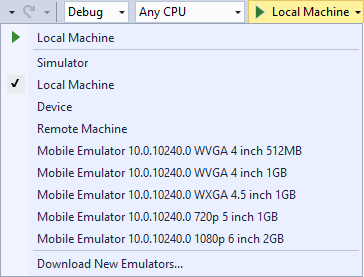 Debug Any CPU Local Machine
Local Machine
Simulator
Local Machine
Device
Remote Machine
Mobile Emulator 10.0.10240.0 WVGA 4 inch 512MB
Mobile Emulator 10.0.10240.0 WVGA 4 inch 1GB
Mobile Emulator 10.0.10240.0 WXGA 4.5 inch 1GB
Mobile Emulator 10.0.10240.0 720p 5 inch 1GB
Mobile Emulator 10.0.10240.0 1080p 6 inch 2GB
Download New Emulators...